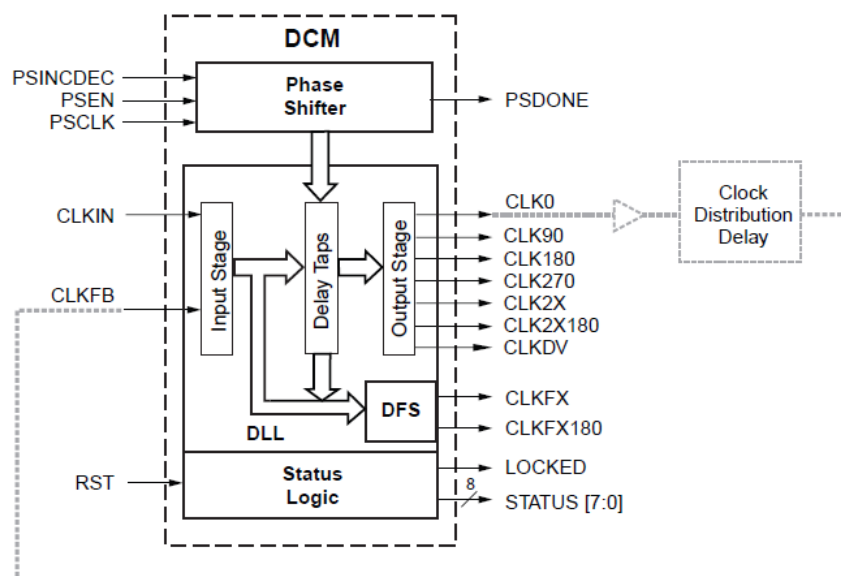 DCM
Phase
Shifter
PSINCDEC
PSEN
PSCLK
PSDONE
CLKIN
CLKFB
Input Stage
Delay Taps
Output Stage
CLK0
CLK90
CLK180
CLK270
CLK2X
CLK2X180
CLKDV
Clock
Distribution
Delay
DFS
CLKFX
CLKFX180
DLL
RST
Status
Logic
LOCKED
8
STATUS [7:0]